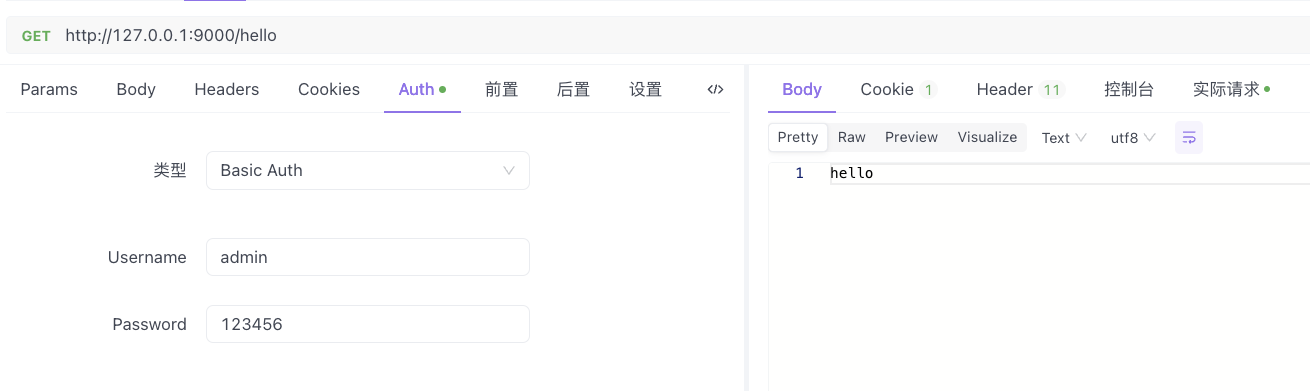 GET http://127.0.0.1:9000/hello
Params Body Headers Cookies Auth 前置 后置 设置 </>
类型 Basic Auth
Username admin
Password 123456
Body Cookie 1 Header 11 控制台 实际请求
Pretty Raw Preview Visualize Text utf8
1 hello